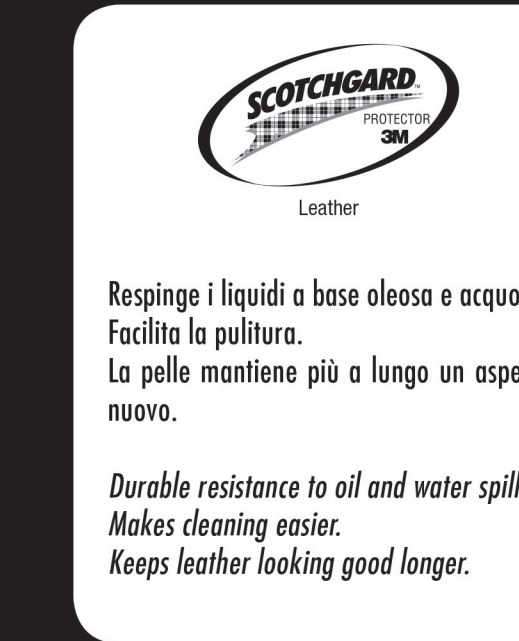 SCOTCHGARD™
PROTECTOR
3M
Leather
Respinge i liquidi a base oleosa e
Facilita la pulitura.
La pelle mantiene più a lungo un
nuovo.
Durable resistance to oil and water
Makes cleaning easier.
Keeps leather looking good longer.